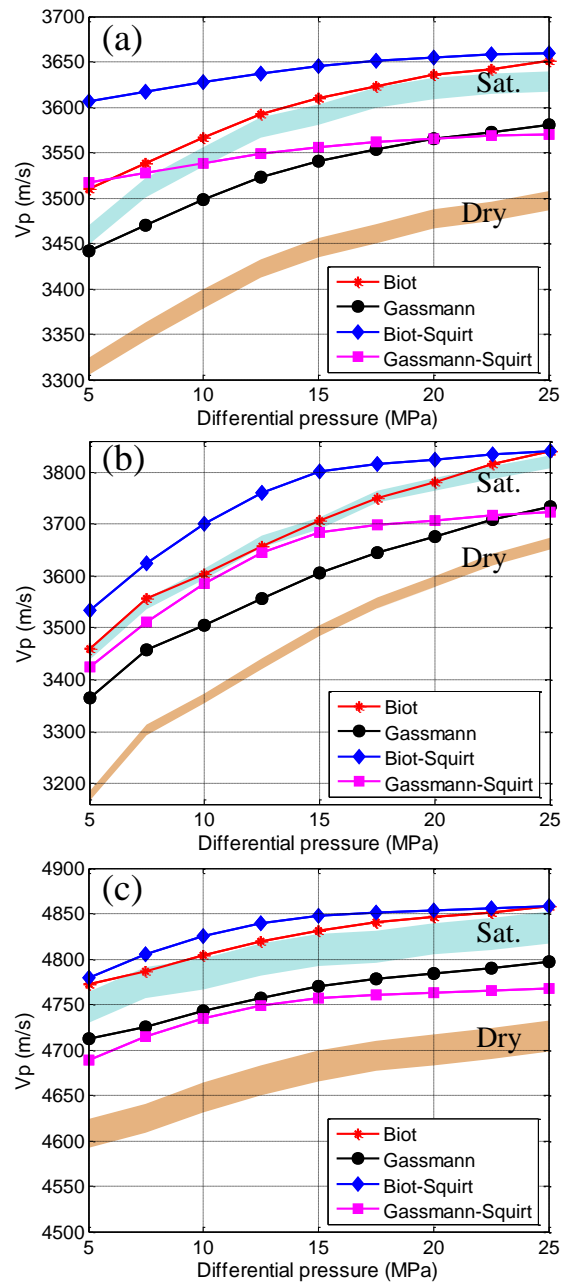 3700
(a)
3650
Sat.
3600
3550
Vp (m/s)
3500
Dry
3450
3400
Biot
Gassmann
3350
Biot-Squirt
Gassmann-Squirt
3300
5 10 15 20 25
Differential pressure (MPa)
(b)
3800
Sat.
3700
3600
Vp (m/s)
Dry
3500
3400
3300
Biot
Gassmann
Biot-Squirt
3200
Gassmann-Squirt
5 10 15 20 25
Differential pressure (MPa)
4900
(c)
4850
Sat.
4800
4750
Vp (m/s)
4700
Dry
4650
4600
Biot
Gassmann
4550
Biot-Squirt
Gassmann-Squirt
4500
5 10 15 20 25
Differential pressure (MPa)